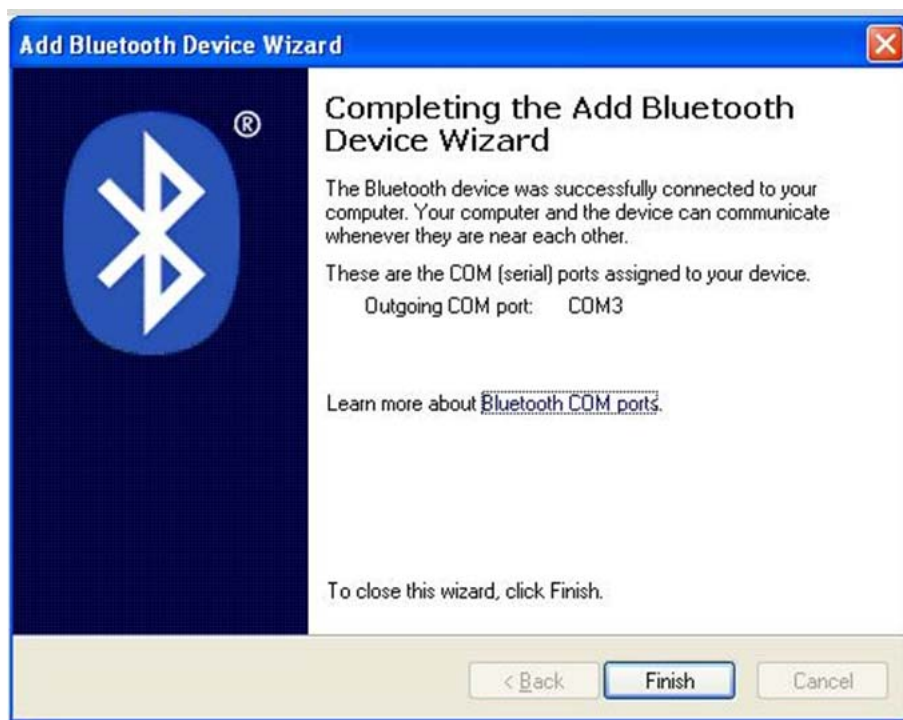 Add Bluetooth Device Wizard
®
Completing the Add Bluetooth
Device Wizard
The Bluetooth device was successfully connected to your
computer. Your computer and the device can communicate
whenever they are near each other.
These are the COM (serial) ports assigned to your device.
Outgoing COM port: COM3
Learn more about Bluetooth COM ports.
To close this wizard, click Finish.
< Back Finish Cancel